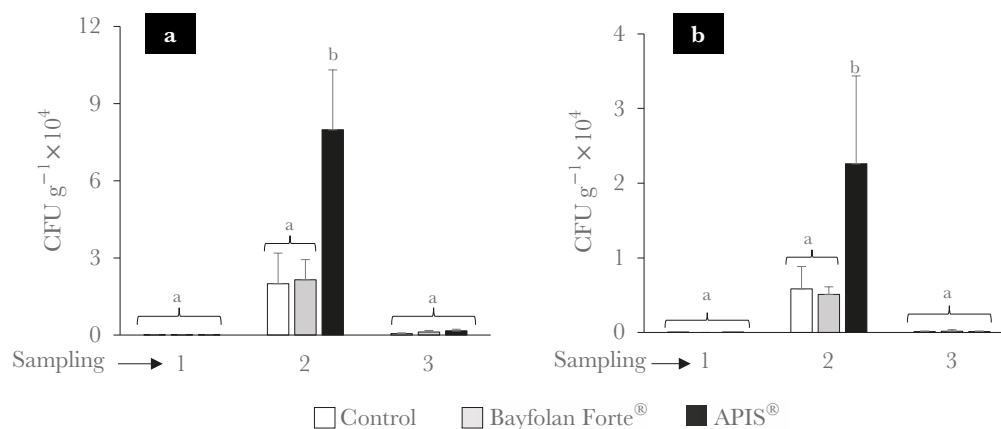 a
CFU g⁻¹ × 10⁴
12
9
6
3
0
a
a
b
a
Sampling 1 2 3
b
CFU g⁻¹ × 10⁴
4
3
2
1
0
a
a
b
a
Sampling 1 2 3
Control Bayfolan Forte® APIS®